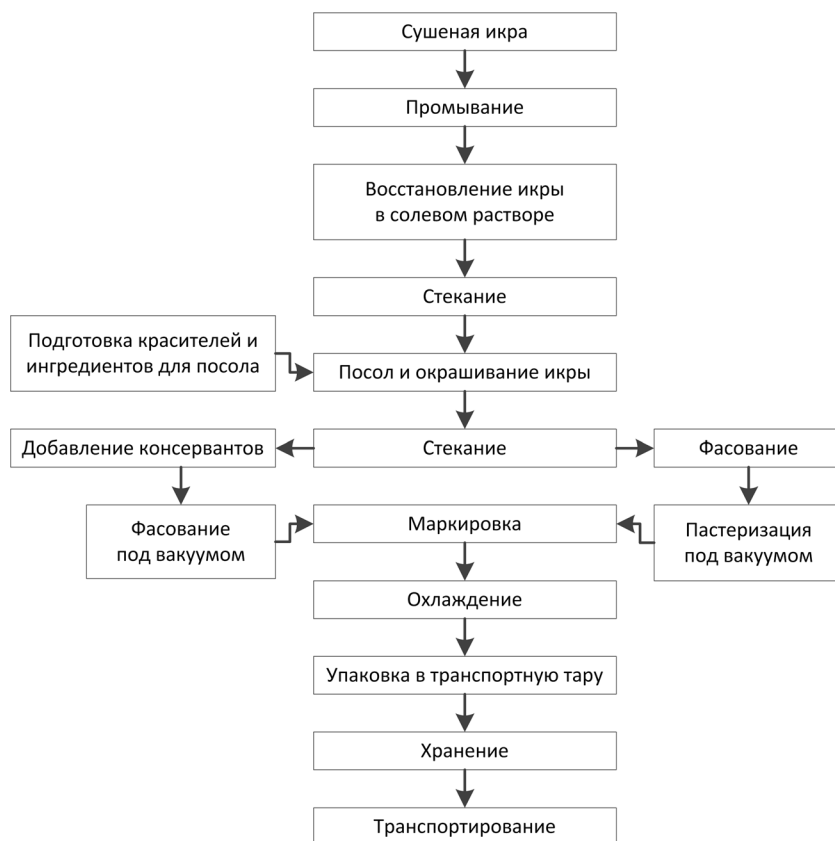 Сушеная икра
Промывание
Восстановление икры
в солевом растворе
Стекание
Подготовка красителей и
ингредиентов для посола
Посол и окрашивание икры
Добавление консервантов
Стекание
Фасование
Фасование
под вакуумом
Маркировка
Пастеризация
под вакуумом
Охлаждение
Упаковка в транспортную тару
Хранение
Транспортирование